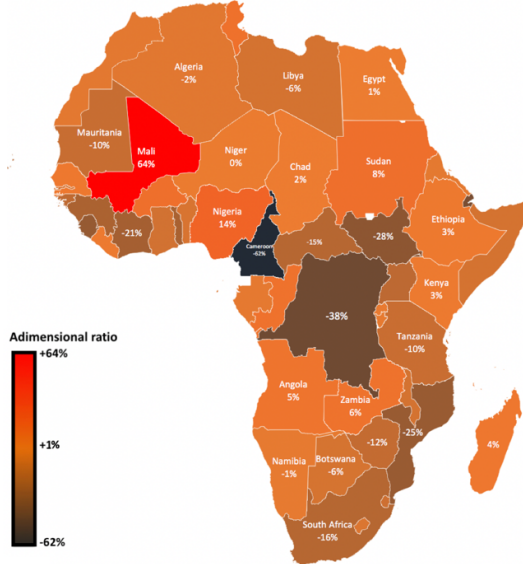 Algeria
-2%
Libya
-6%
Egypt
1%
Mauritania
-10%
Mali
64%
Niger
0%
Chad
2%
Sudan
8%
Nigeria
14%
-21%
Cameroon
-62%
-15%
-28%
Ethiopia
3%
Kenya
3%
-38%
Tanzania
-10%
Adimensional ratio
+64%
+1%
-62%
Angola
5%
Zambia
6%
-12%
-25%
4%
Namibia
-1%
Botswana
-6%
South Africa
-16%